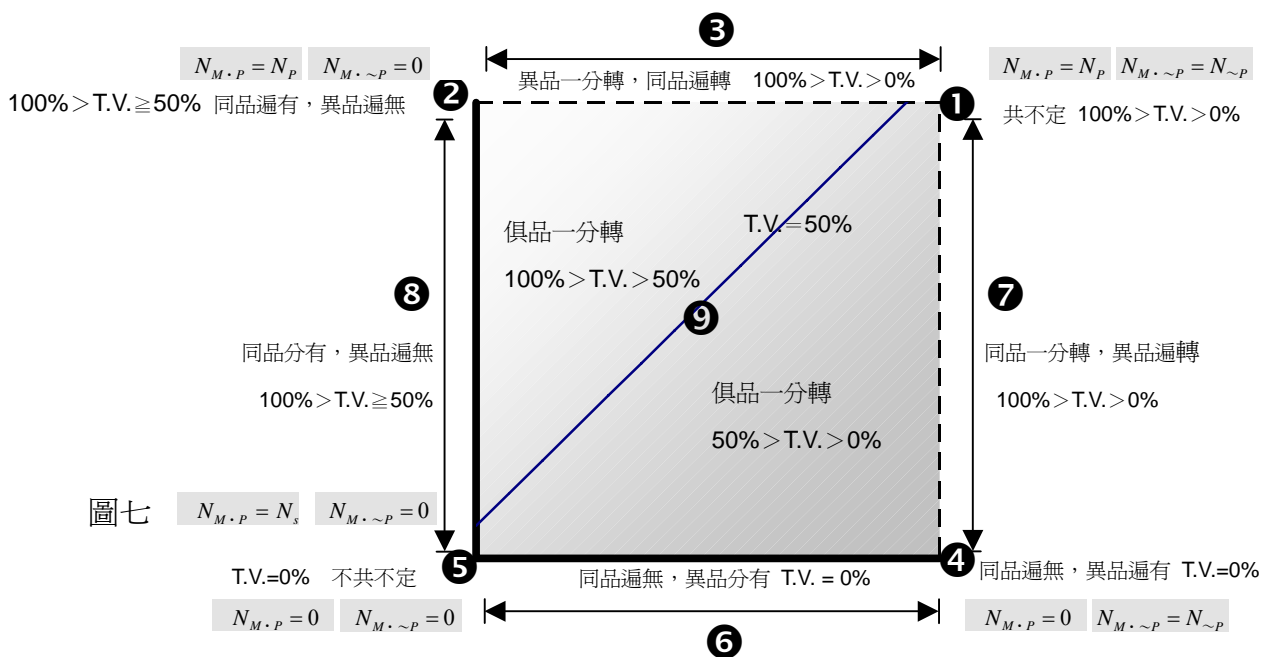 ❸
N_{M·P} = N_P N_{M·~P} = 0
N_{M·P} = N_P N_{M·~P} = N_{~P}
異品一分轉，同品遍轉 100%＞T.V.＞0%
100%＞T.V.≧50% 同品遍有，異品遍無
❷
❶
共不定 100%＞T.V.＞0%
俱品一分轉
T.V.＝50%
100%＞T.V.＞50%
❽
❾
❼
同品分有，異品遍無
同品一分轉，異品遍轉
100%＞T.V.≧50%
俱品一分轉
100%＞T.V.＞0%
50%＞T.V.＞0%
圖七 N_{M·P} = N_s N_{M·~P} = 0
T.V.=0% 不共不定
❺
同品遍無，異品分有 T.V. = 0%
❹
同品遍無，異品遍有 T.V.=0%
N_{M·P} = 0 N_{M·~P} = 0
N_{M·P} = 0 N_{M·~P} = N_{~P}
❻